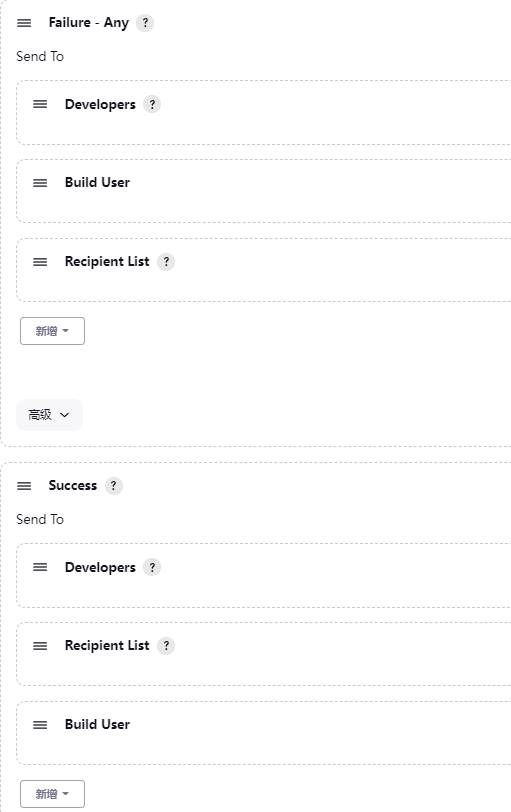 Failure - Any ?
Send To
Developers ?
Build User
Recipient List ?
新增
高级
Success ?
Send To
Developers ?
Recipient List ?
Build User
新增